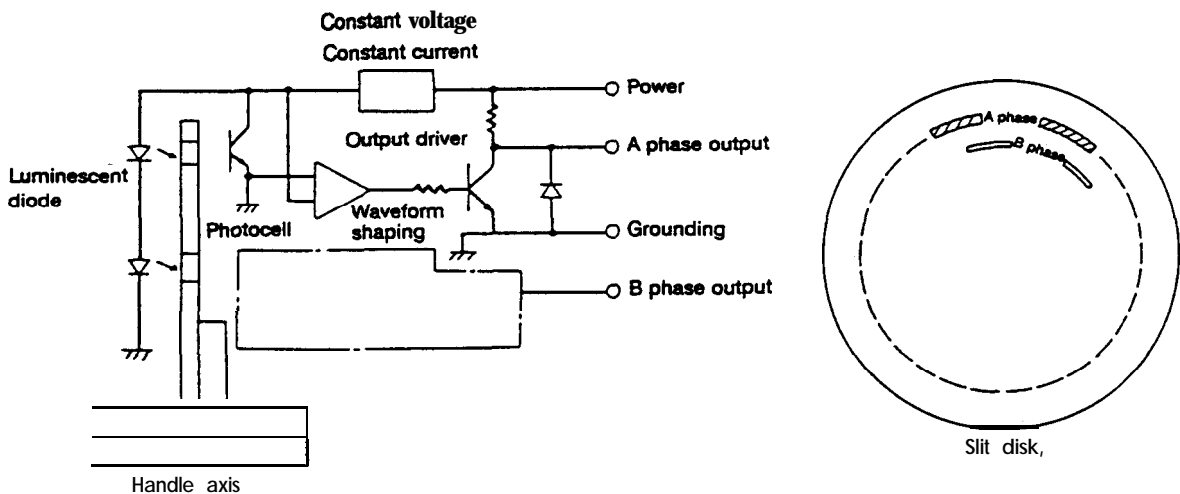 Constant voltage
Constant current
Power
Output driver
A phase output
Luminescent
diode
Photocell
Waveform
shaping
Grounding
B phase output
Handle axis
A phase
B phase
Slit disk,